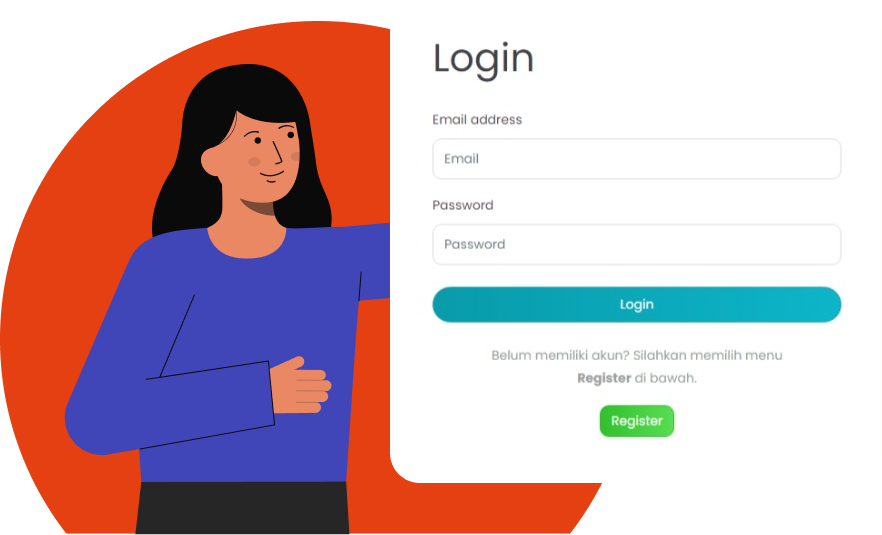 Login
Email address
Email
Password
Password
Login
Belum memiliki akun? Silahkan memilih menu
Register di bawah.
Register